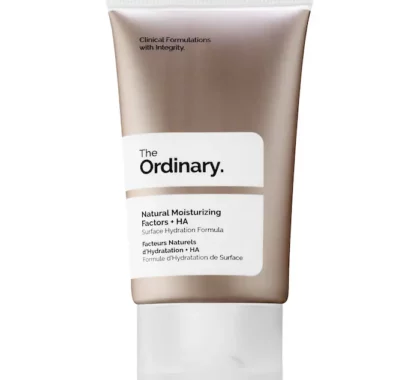 Clinical Formulations
with Integrity.
The
Ordinary.
Natural Moisturizing
Factors + HA
Surface Hydration Formula
Facteurs Naturels
d'Hydratation + HA
Formule d'Hydratation de Surface